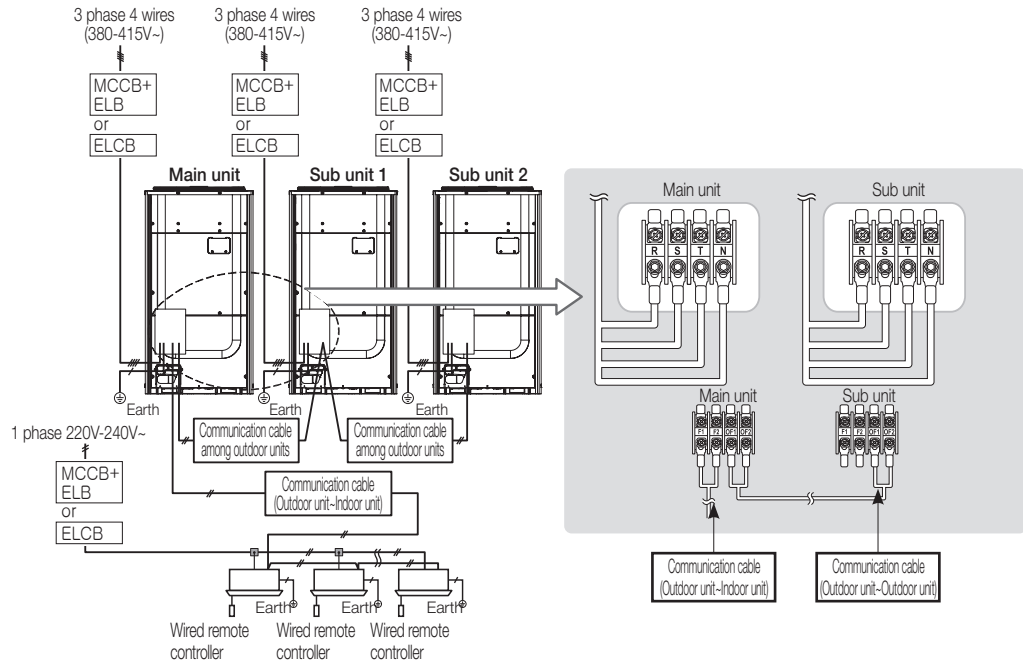 3 phase 4 wires
(380-415V~)
3 phase 4 wires
(380-415V~)
3 phase 4 wires
(380-415V~)
MCCB+
ELB
or
ELCB
MCCB+
ELB
or
ELCB
MCCB+
ELB
or
ELCB
Main unit
Sub unit 1
Sub unit 2
Earth
Earth
Earth
Communication cable
among outdoor units
Communication cable
among outdoor units
1 phase 220V-240V~
MCCB+
ELB
or
ELCB
Communication cable
(Outdoor unit~Indoor unit)
Earth
Earth
Earth
Wired remote
controller
Wired remote
controller
Wired remote
controller
Main unit
R S T N
Sub unit
R S T N
Main unit
F1 F2 OF1 OF2
Sub unit
F1 F2 OF1 OF2
Communication cable
(Outdoor unit~Indoor unit)
Communication cable
(Outdoor unit~Outdoor unit)